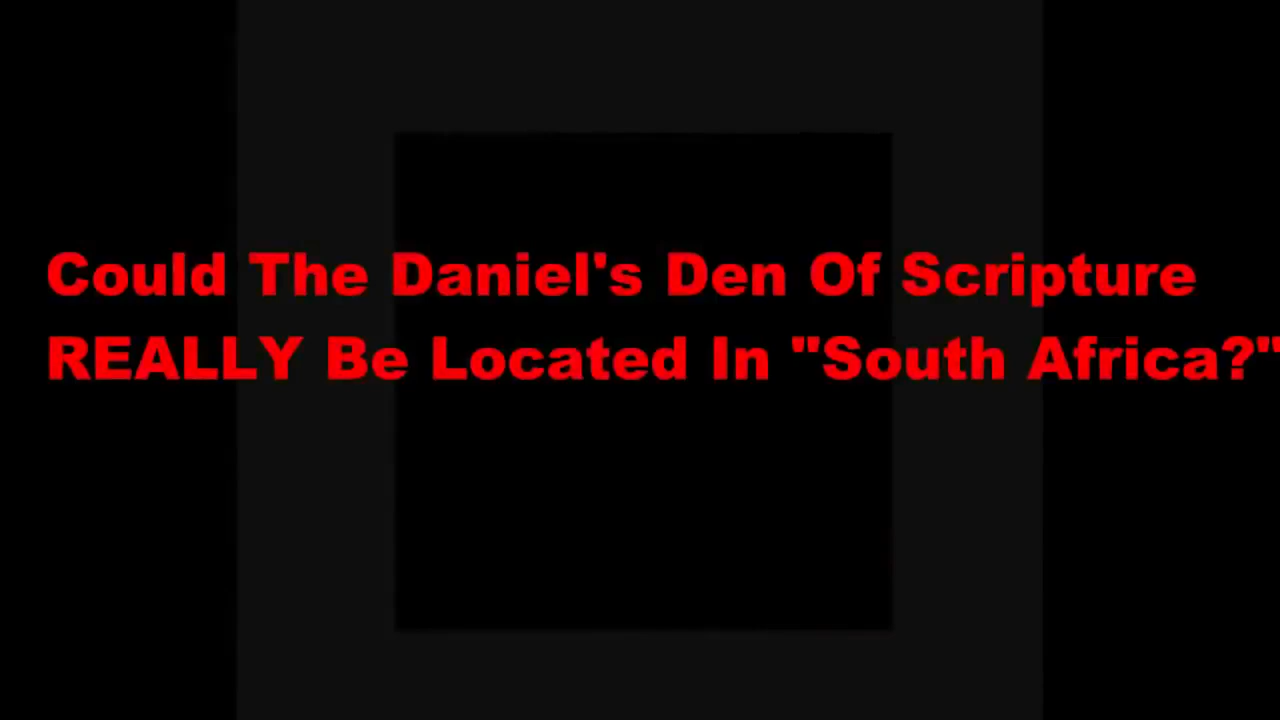 Could The Daniel's Den Of Scripture
REALLY Be Located In "South Africa?"